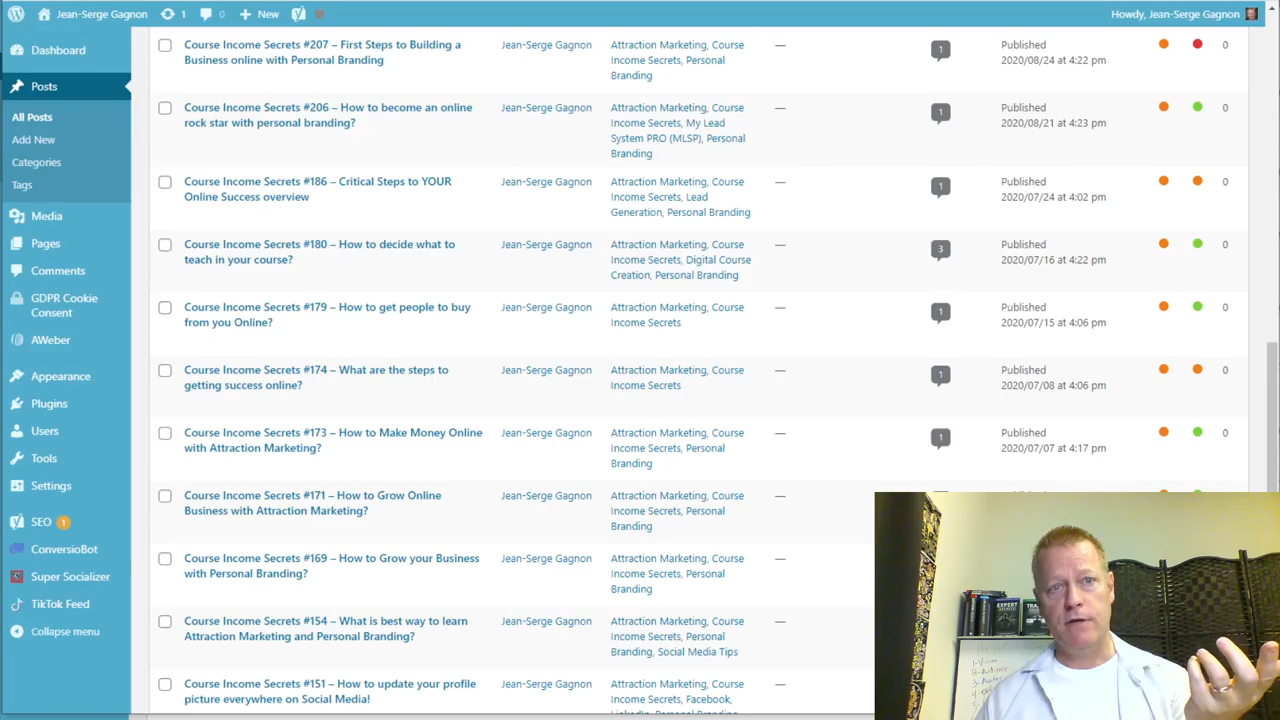 Jean-Serge Gagnon 1 0 New Howdy, Jean-Serge Gagnon
Dashboard
Posts
All Posts
Add New
Categories
Tags
Media
Pages
Comments
GDPR Cookie
Consent
AWeber
Appearance
Plugins
Users
Tools
Settings
SEO 1
ConversioBot
Super Socializer
TikTok Feed
Collapse menu
Course Income Secrets #207 – First Steps to Building a
Business online with Personal Branding
Jean-Serge Gagnon
Attraction Marketing, Course
Income Secrets, Personal
Branding
—
1
Published
2020/08/24 at 4:22 pm
0
Course Income Secrets #206 – How to become an online
rock star with personal branding?
Jean-Serge Gagnon
Attraction Marketing, Course
Income Secrets, My Lead
System PRO (MLSP), Personal
Branding
—
1
Published
2020/08/21 at 4:23 pm
0
Course Income Secrets #186 – Critical Steps to YOUR
Online Success overview
Jean-Serge Gagnon
Attraction Marketing, Course
Income Secrets, Lead
Generation, Personal Branding
—
1
Published
2020/07/24 at 4:02 pm
0
Course Income Secrets #180 – How to decide what to
teach in your course?
Jean-Serge Gagnon
Attraction Marketing, Course
Income Secrets, Digital Course
Creation, Personal Branding
—
3
Published
2020/07/16 at 4:22 pm
0
Course Income Secrets #179 – How to get people to buy
from you Online?
Jean-Serge Gagnon
Attraction Marketing, Course
Income Secrets
—
1
Published
2020/07/15 at 4:06 pm
0
Course Income Secrets #174 – What are the steps to
getting success online?
Jean-Serge Gagnon
Attraction Marketing, Course
Income Secrets
—
1
Published
2020/07/08 at 4:06 pm
0
Course Income Secrets #173 – How to Make Money Online
with Attraction Marketing?
Jean-Serge Gagnon
Attraction Marketing, Course
Income Secrets, Personal
Branding
—
1
Published
2020/07/07 at 4:17 pm
0
Course Income Secrets #171 – How to Grow Online
Business with Attraction Marketing?
Jean-Serge Gagnon
Attraction Marketing, Course
Income Secrets, Personal
Branding
—
Course Income Secrets #169 – How to Grow your Business
with Personal Branding?
Jean-Serge Gagnon
Attraction Marketing, Course
Income Secrets, Personal
Branding
—
Course Income Secrets #154 – What is best way to learn
Attraction Marketing and Personal Branding?
Jean-Serge Gagnon
Attraction Marketing, Course
Income Secrets, Personal
Branding, Social Media Tips
—
Course Income Secrets #151 – How to update your profile
picture everywhere on Social Media!
Jean-Serge Gagnon
Attraction Marketing, Course
Income Secrets, Facebook,
LinkedIn, Personal Branding
—
EXPERT